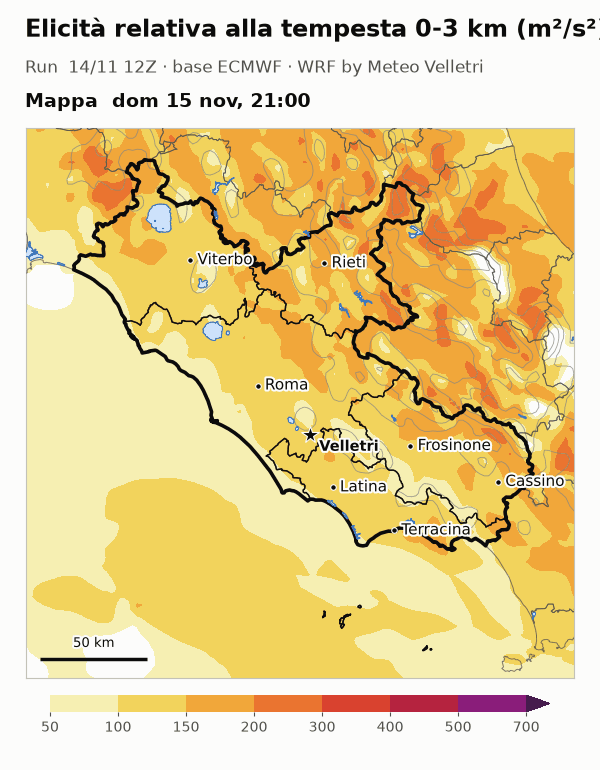 Elicità relativa alla tempesta 0-3 km (m²/s²)
Run 14/11 12Z · base ECMWF · WRF by Meteo Velletri
Mappa dom 15 nov, 21:00
Viterbo
Rieti
Roma
Velletri
Frosinone
Cassino
Latina
Terracina
50 km
50 100 150 200 300 400 500 700